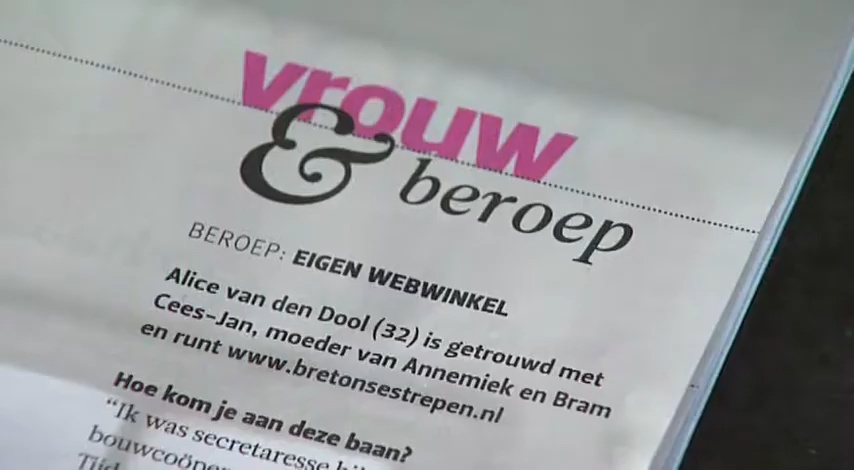 vrouw
& beroep
BEROEP: EIGEN WEBWINKEL
Alice van den Dool (32) is getrouwd met
Cees-Jan, moeder van Annemiek en Bram
en runt www.bretonsestrepen.nl
Hoe kom je aan deze baan?
"Ik was secretaresse